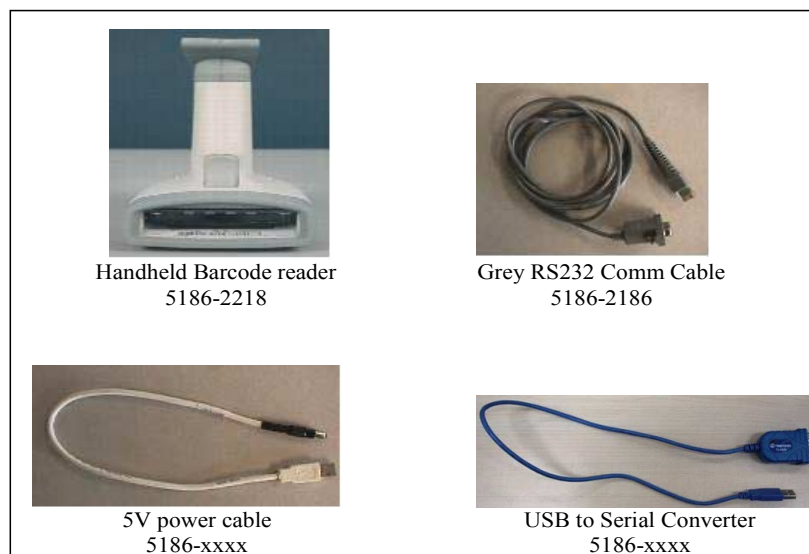 Handheld Barcode reader
5186-2218
Grey RS232 Comm Cable
5186-2186
5V power cable
5186-xxxx
USB to Serial Converter
5186-xxxx